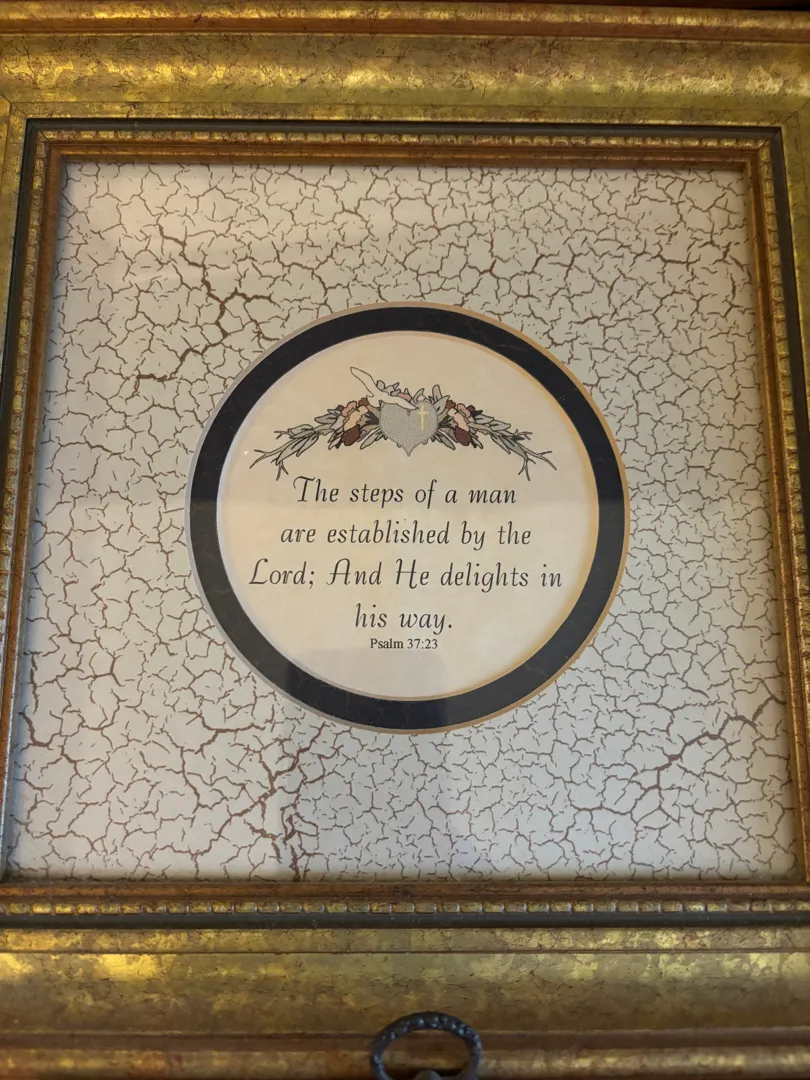 The steps of a man
are established by the
Lord; And He delights in
his way.
Psalm 37:23